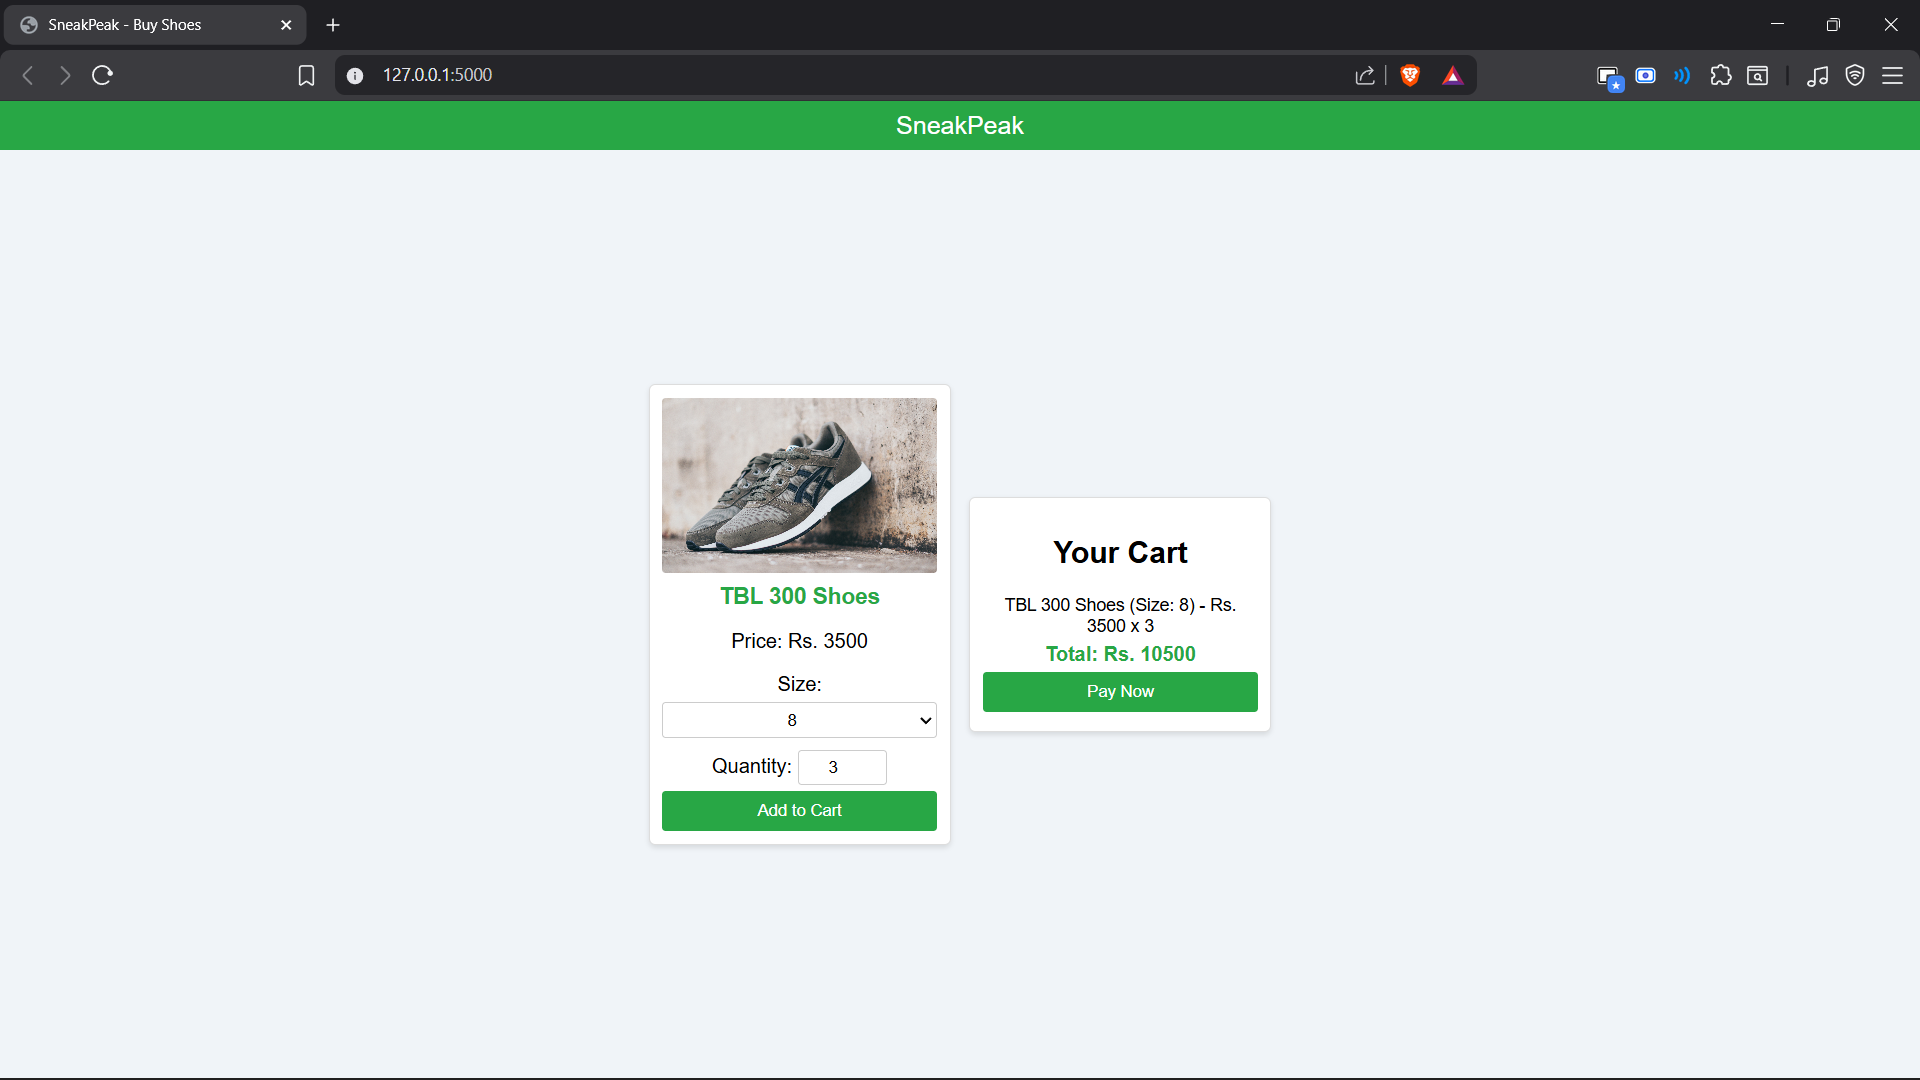 SneakPeak - Buy Shoes
127.0.0.1:5000
SneakPeak
TBL 300 Shoes
Price: Rs. 3500
Size:
8
Quantity: 3
Add to Cart
Your Cart
TBL 300 Shoes (Size: 8) - Rs.
3500 x 3
Total: Rs. 10500
Pay Now